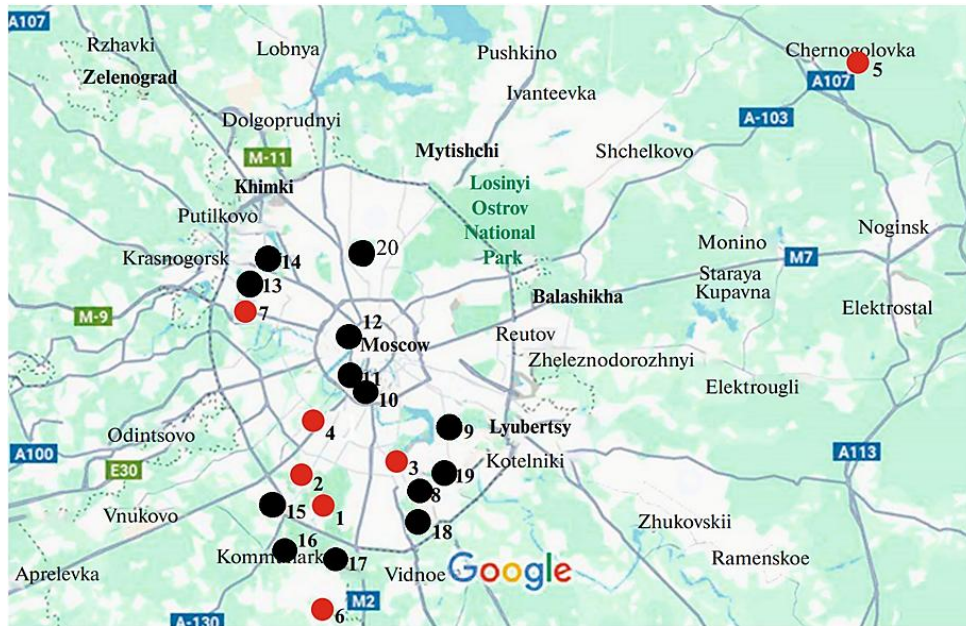 A107
Rzhavki
Lobnya
Pushkino
Chernogolovka
5
A107
Zelenograd
Ivanteevka
A-103
Dolgoprudnyi
Mytishchi
Shchelkovo
M-11
Khimki
Losinyi
Ostrov
National
Park
Putilkovo
Noginsk
20
Monino
M7
Krasnogorsk
14
13
Staraya
Kupavna
Balashikha
Elektrostal
M-9
7
12
Moscow
Reutov
Zheleznodorozhnyi
11
10
Elektrougli
4
9
Lyubertsy
Odintsovo
A100
E30
3
Kotelniki
A113
2
19
8
Vnukovo
15
1
18
Zhukovskii
16
Kommunark
17
Ramenskoe
Aprelevka
Vidnoe
Google
M2
6
A-130